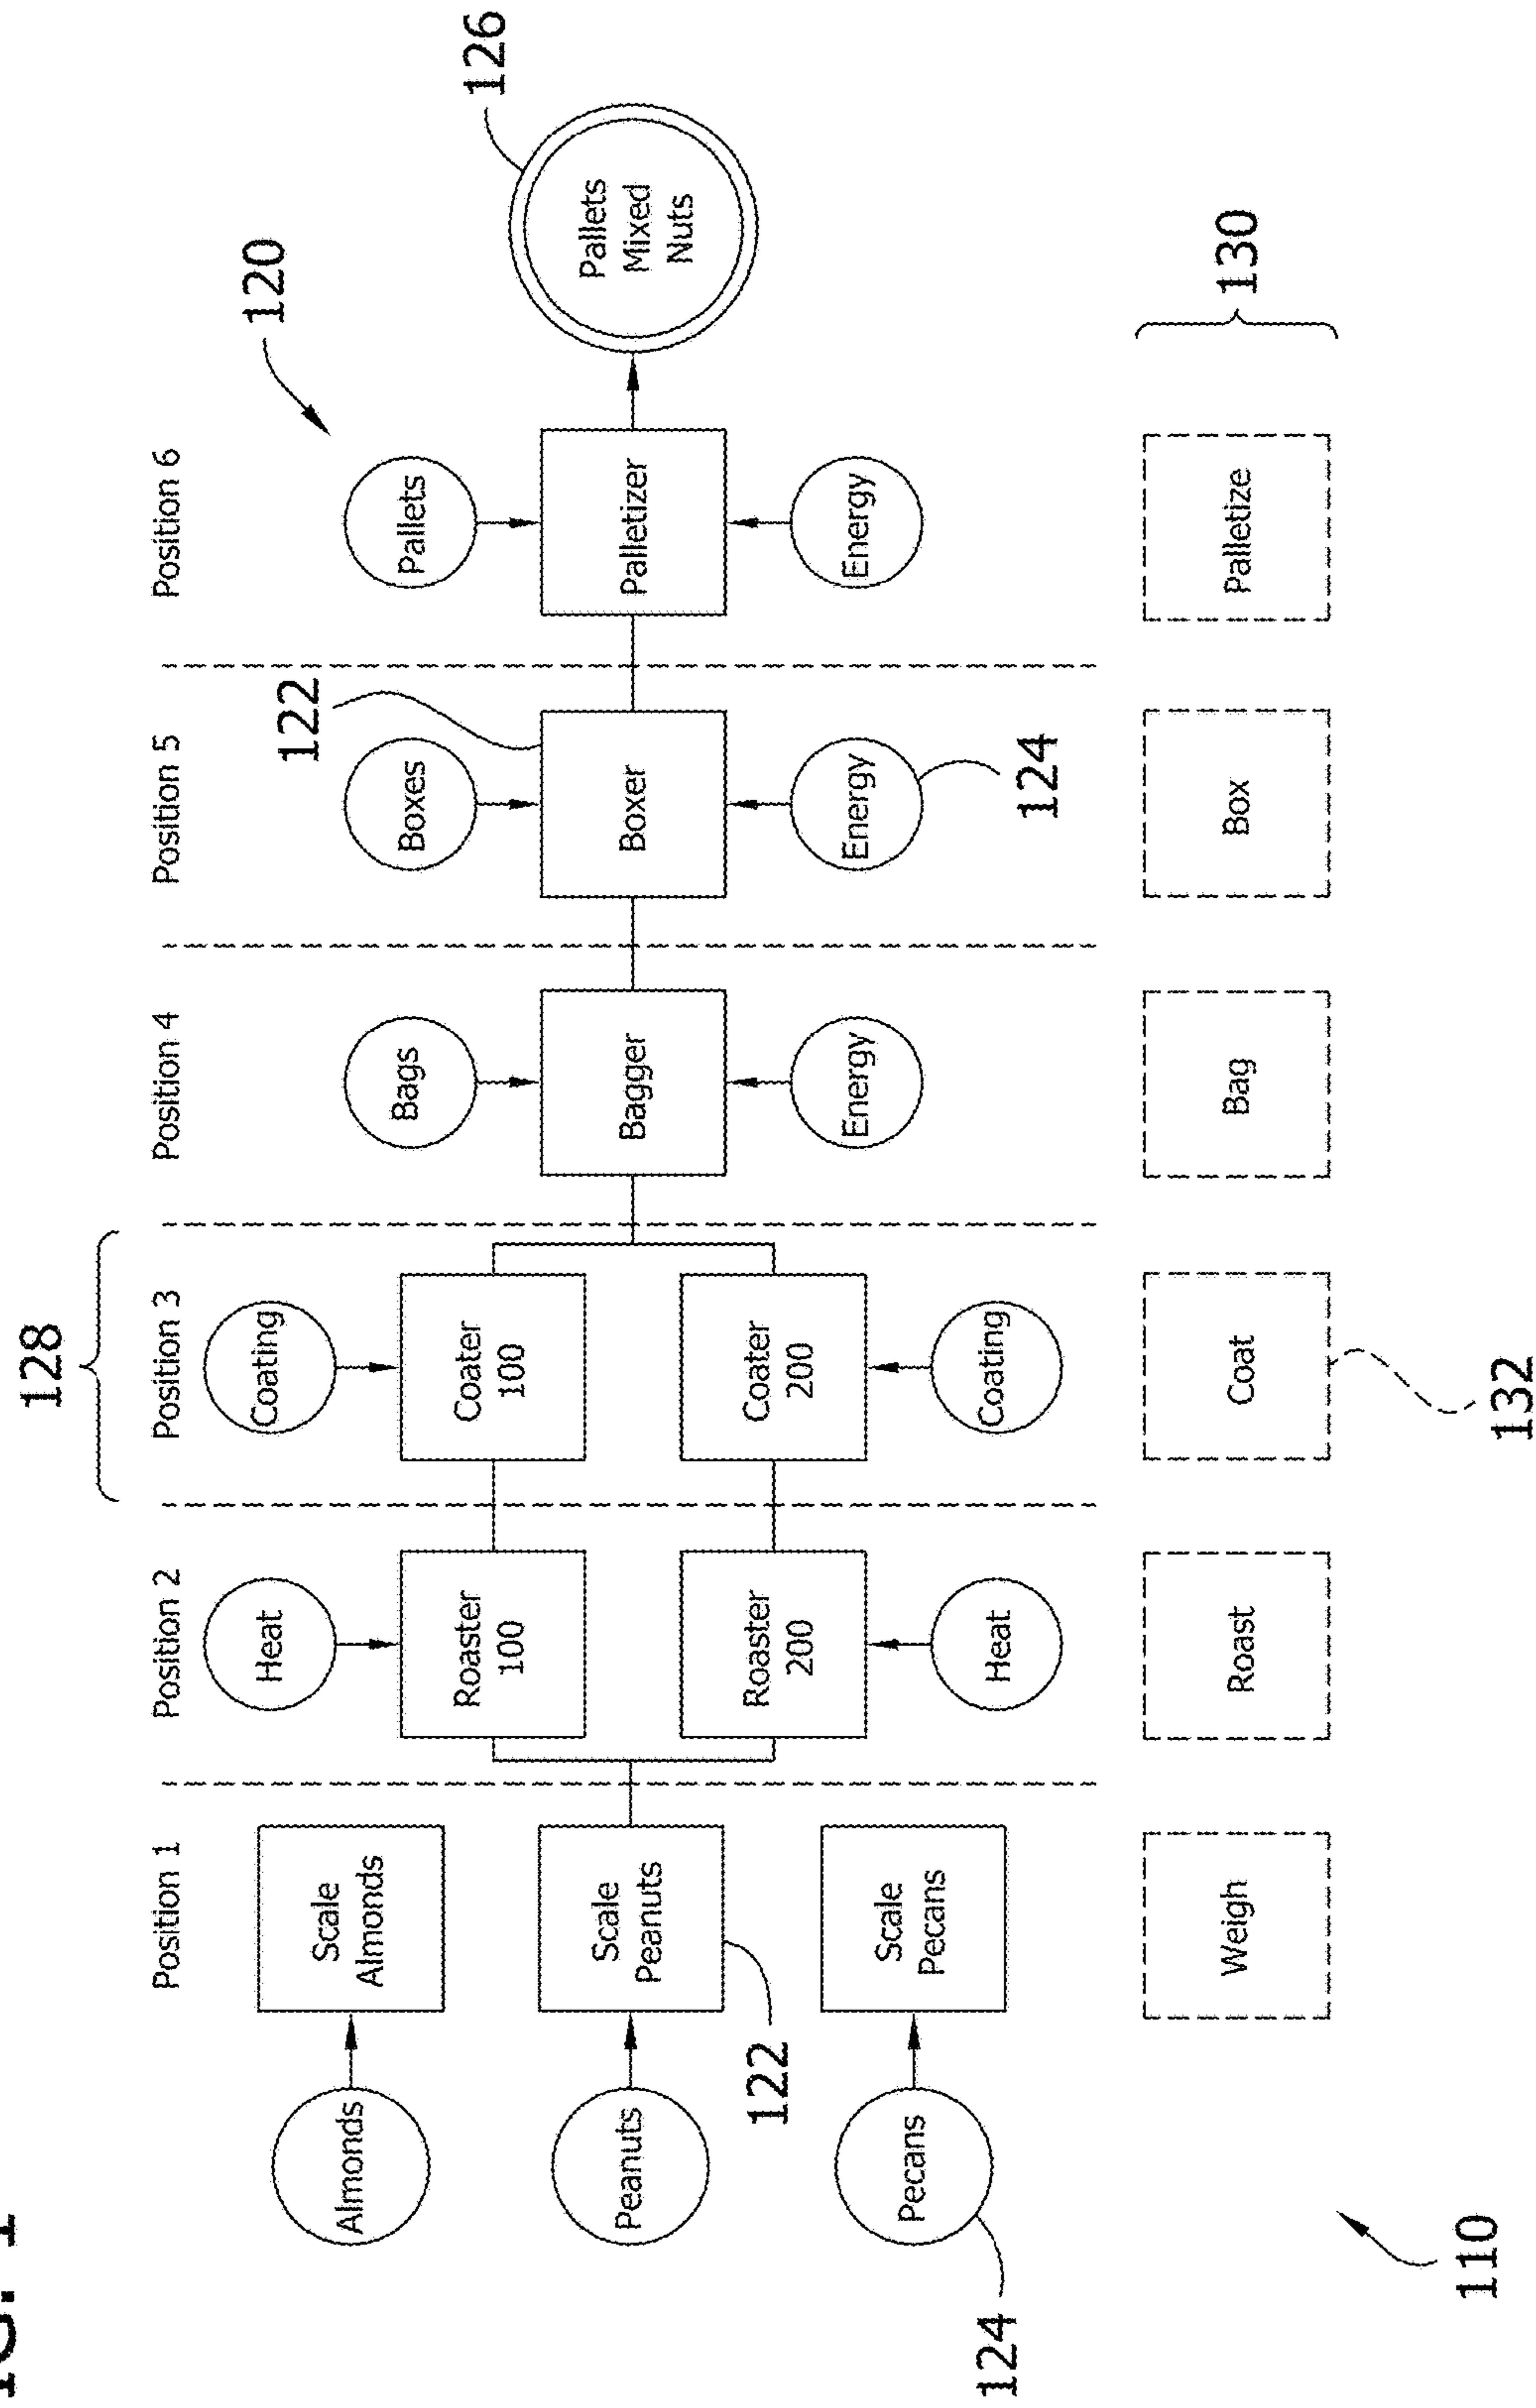 FIG. 1
128
120
126
Position 1
Position 2
Position 3
Position 4
Position 5
Position 6
Heat
Coating
Bags
Boxes
122
Pallets
Almonds
Scale
Almonds
Roaster
100
Coater
100
Peanuts
Scale
Peanuts
Bagger
Boxer
Palletizer
Pallets
Mixed
Nuts
122
Roaster
200
Coater
200
Energy
Energy
Energy
Pecans
Scale
Pecans
Heat
Coating
124
124
Weigh
Roast
Coat
Bag
Box
Palletize
130
110
132